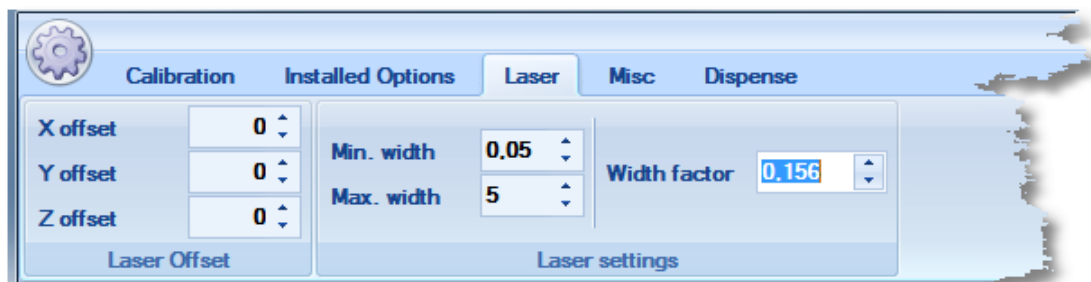 Calibration Installed Options Laser Misc Dispense
X offset 0
Y offset 0
Z offset 0
Laser Offset
Min. width 0,05
Max. width 5
Width factor 0,156
Laser settings